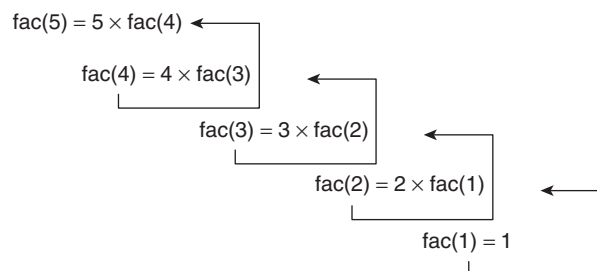 fac(5) = 5 × fac(4)
fac(4) = 4 × fac(3)
fac(3) = 3 × fac(2)
fac(2) = 2 × fac(1)
fac(1) = 1